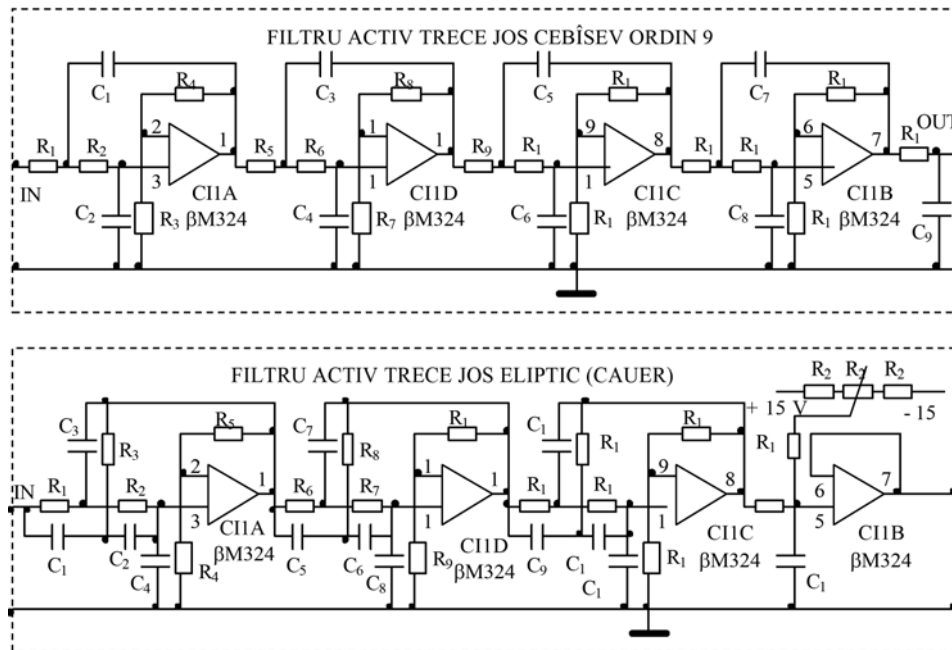 FILTRU ACTIV TRECE JOS CEBÎSEV ORDIN 9
C1 R4 C3 R8 C5 R1 C7 R1
R1 R2 2 3 1 R5 R6 1 1 1 R9 R1 9 1 8 R1 R1 6 5 7 R1 OUT
IN
CI1A CI1D CI1C CI1B
C2 R3 βM324 C4 R7 βM324 C6 R1 βM324 C8 R1 βM324 C9
FILTRU ACTIV TRECE JOS ELIPTIC (CAUER)
R2 R2 R2
+ 15 V - 15
C3 R3 R5 C7 R8 R1 C1 R1 R1 R1
IN R1 R2 2 3 1 R6 R7 1 1 1 R1 R1 9 1 8 6 5 7
CI1A CI1D CI1C CI1B
βM324 βM324 βM324 βM324
C1 C2 C4 R4 C5 C6 C8 R9 C9 C1 C1 R1 C1